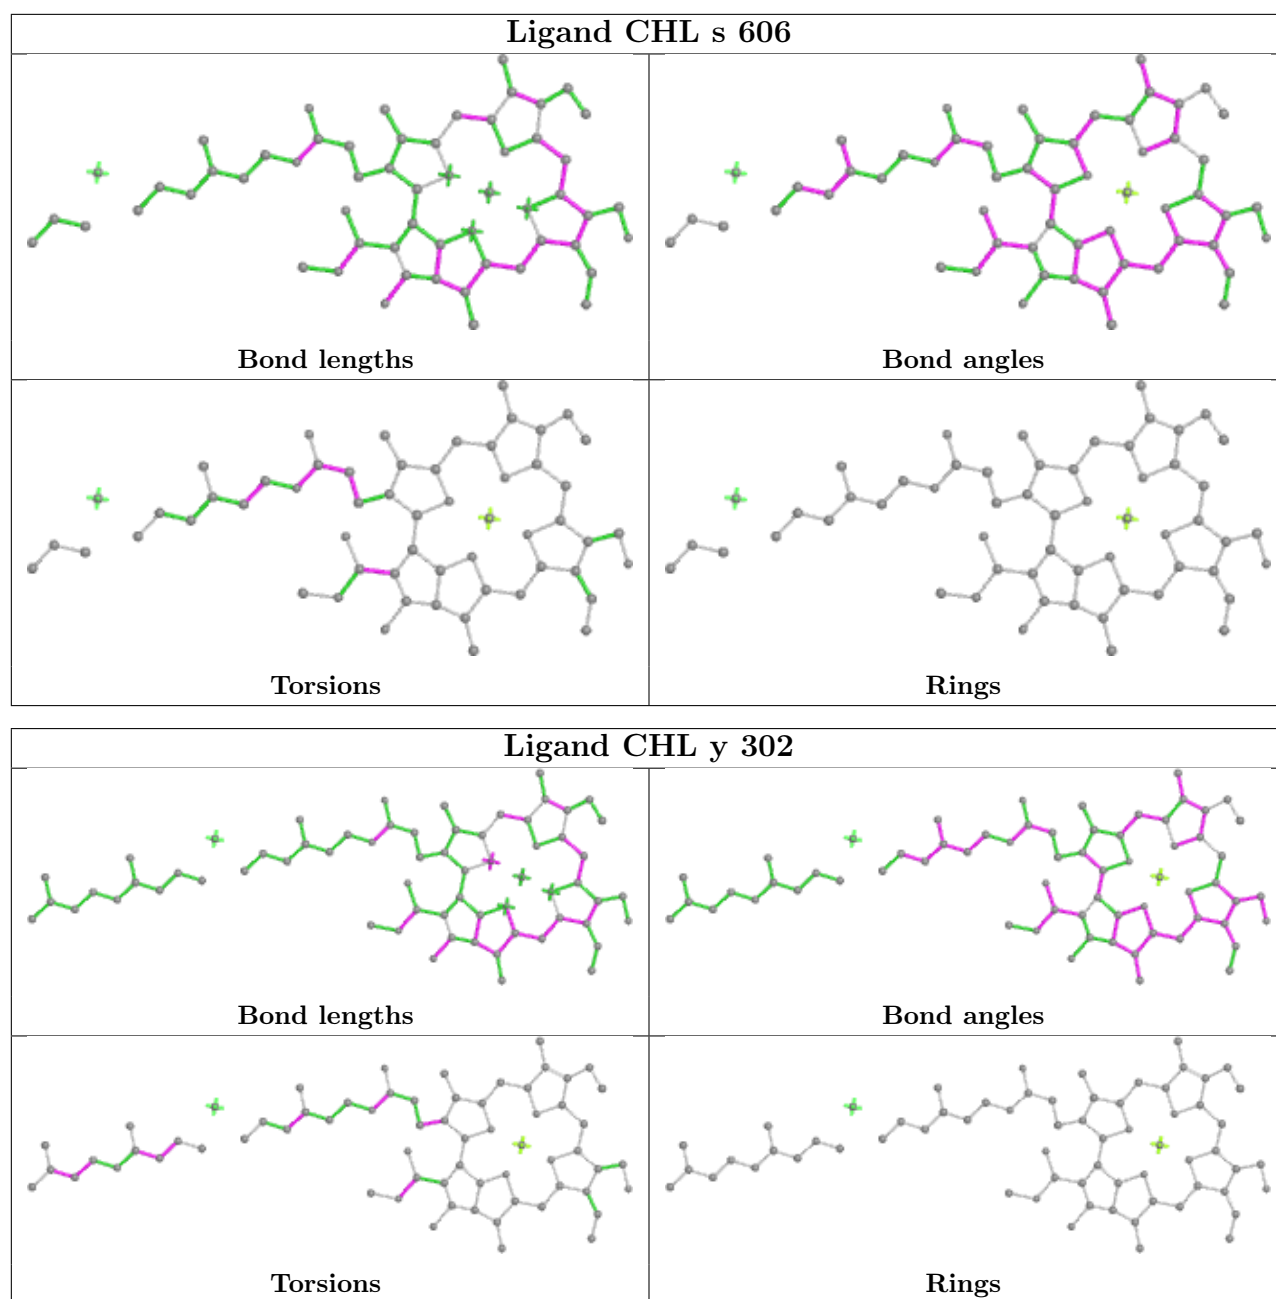 Ligand CHL s 606
Bond lengths
Bond angles
Torsions
Rings
Ligand CHL y 302
Bond lengths
Bond angles
Torsions
Rings